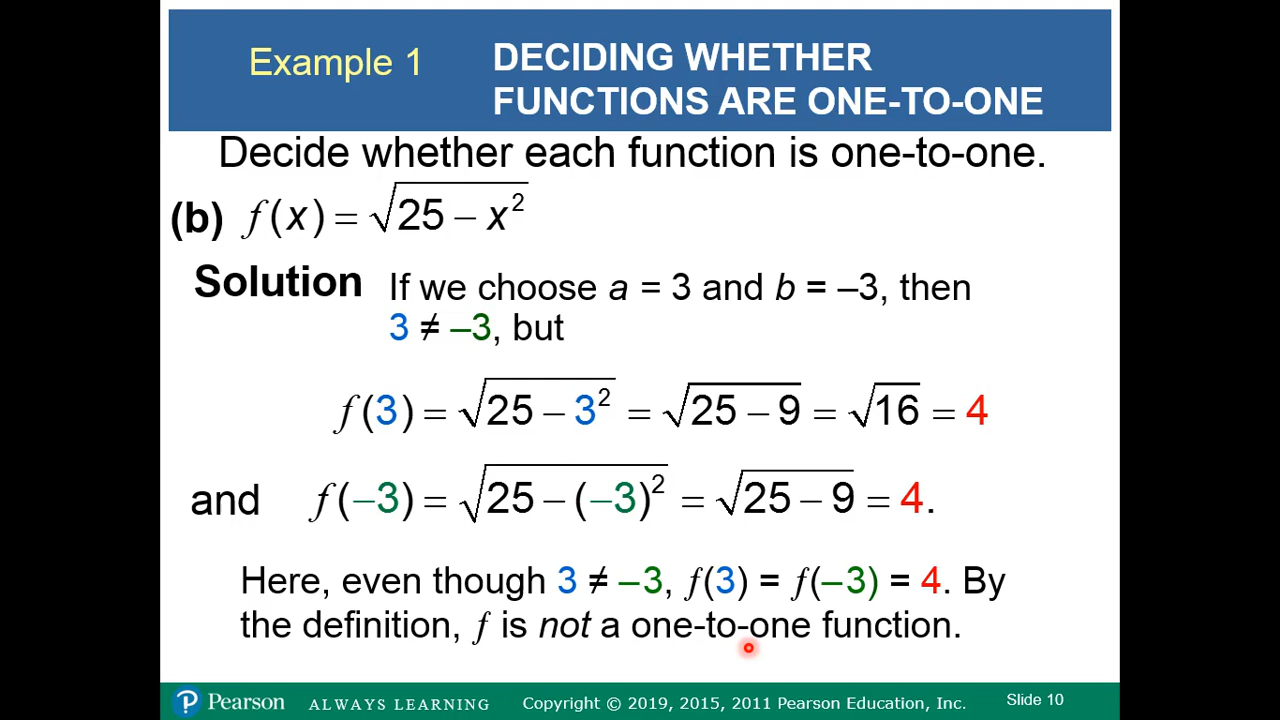 Example 1
DECIDING WHETHER
FUNCTIONS ARE ONE-TO-ONE
Decide whether each function is one-to-one.
(b) f(x) = √(25 – x²)
Solution If we choose a = 3 and b = –3, then
3 ≠ –3, but
f(3) = √(25 – 3²) = √(25 – 9) = √16 = 4
and f(–3) = √(25 – (–3)²) = √(25 – 9) = 4.
Here, even though 3 ≠ –3, f(3) = f(–3) = 4. By
the definition, f is not a one-to-one function.
P Pearson ALWAYS LEARNING Copyright © 2019, 2015, 2011 Pearson Education, Inc. Slide 10